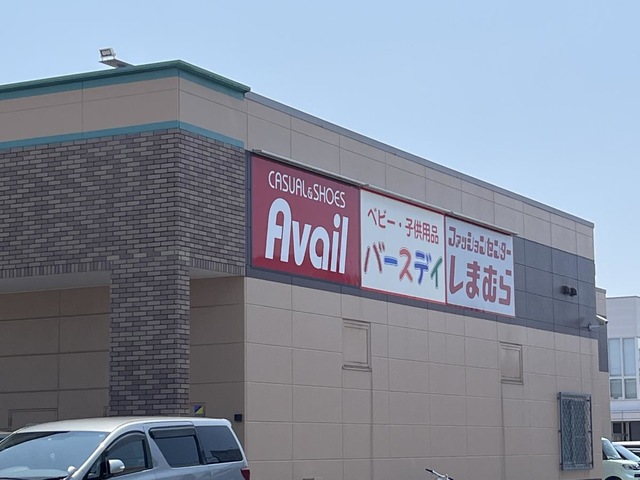 CASUAL&SHOES
Avail
ベビー・子供用品
バースデイ
ファッションセンター
しまむら